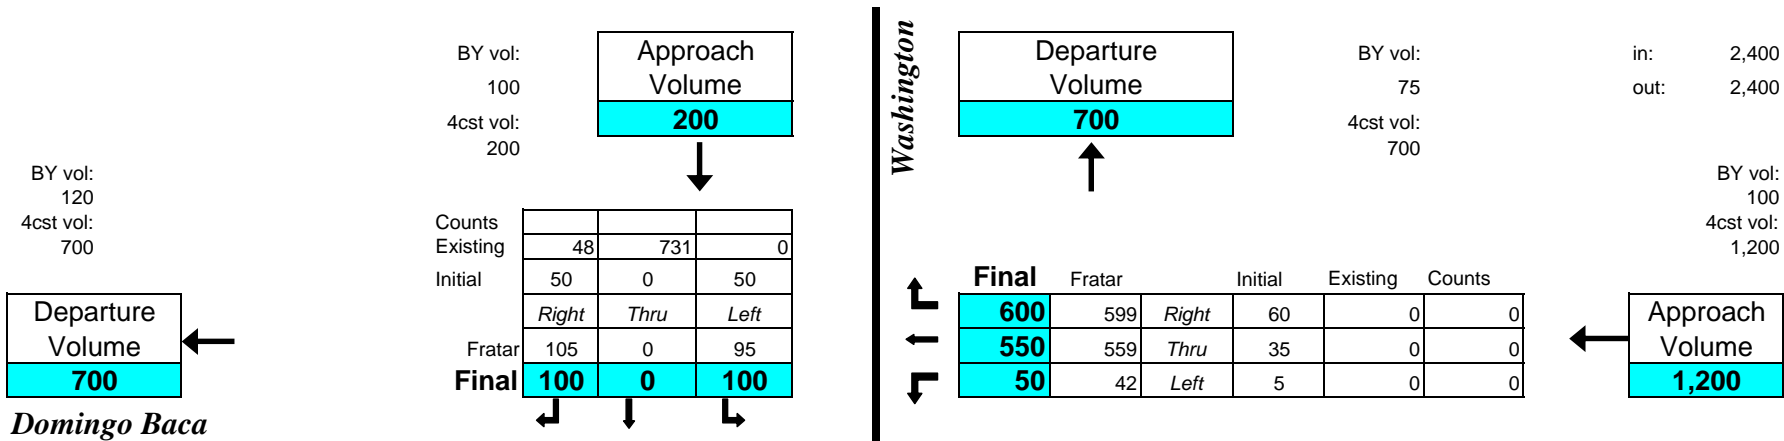 BY vol:
100
4cst vol:
200
Approach
Volume
200
Washington
Departure
Volume
700
BY vol:
75
4cst vol:
700
in: 2,400
out: 2,400
BY vol:
120
4cst vol:
700
BY vol:
100
4cst vol:
1,200
Counts
Existing 48 731 0
Initial 50 0 50
Right Thru Left
Fratar 105 0 95
Final 100 0 100
Final Fratar Initial Existing Counts
600 599 Right 60 0 0
550 559 Thru 35 0 0
50 42 Left 5 0 0
Departure
Volume
700
Approach
Volume
1,200
Domingo Baca